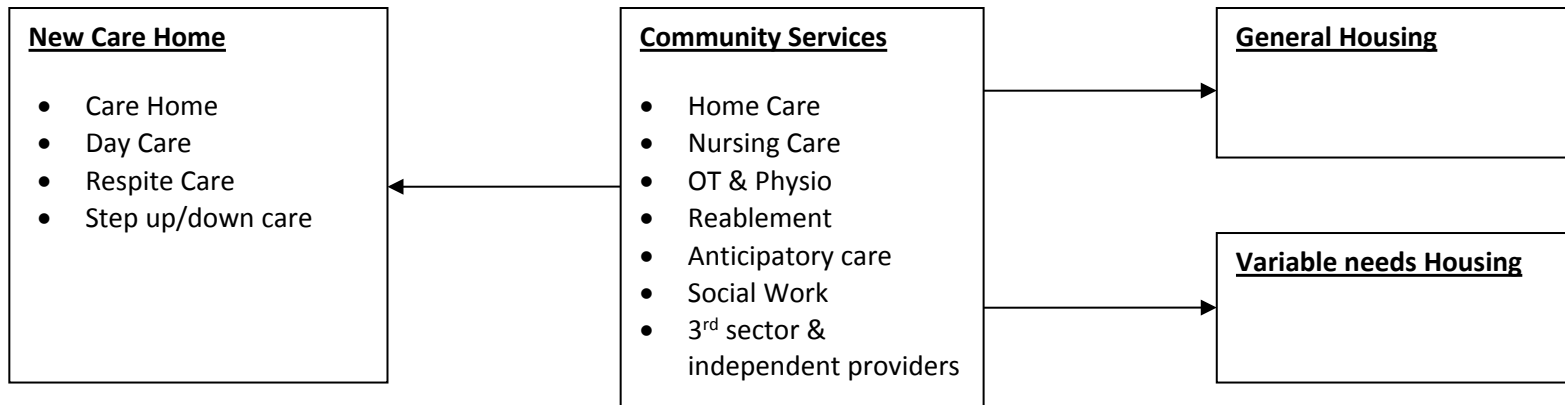 New Care Home
• Care Home
• Day Care
• Respite Care
• Step up/down care
Community Services
• Home Care
• Nursing Care
• OT & Physio
• Reablement
• Anticipatory care
• Social Work
• 3rd sector &
independent providers
General Housing
Variable needs Housing